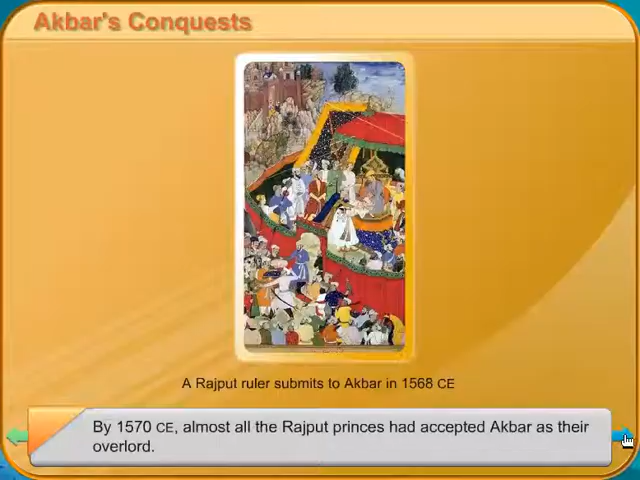 Akbar's Conquests
A Rajput ruler submits to Akbar in 1568 CE
By 1570 CE, almost all the Rajput princes had accepted Akbar as their
overlord.